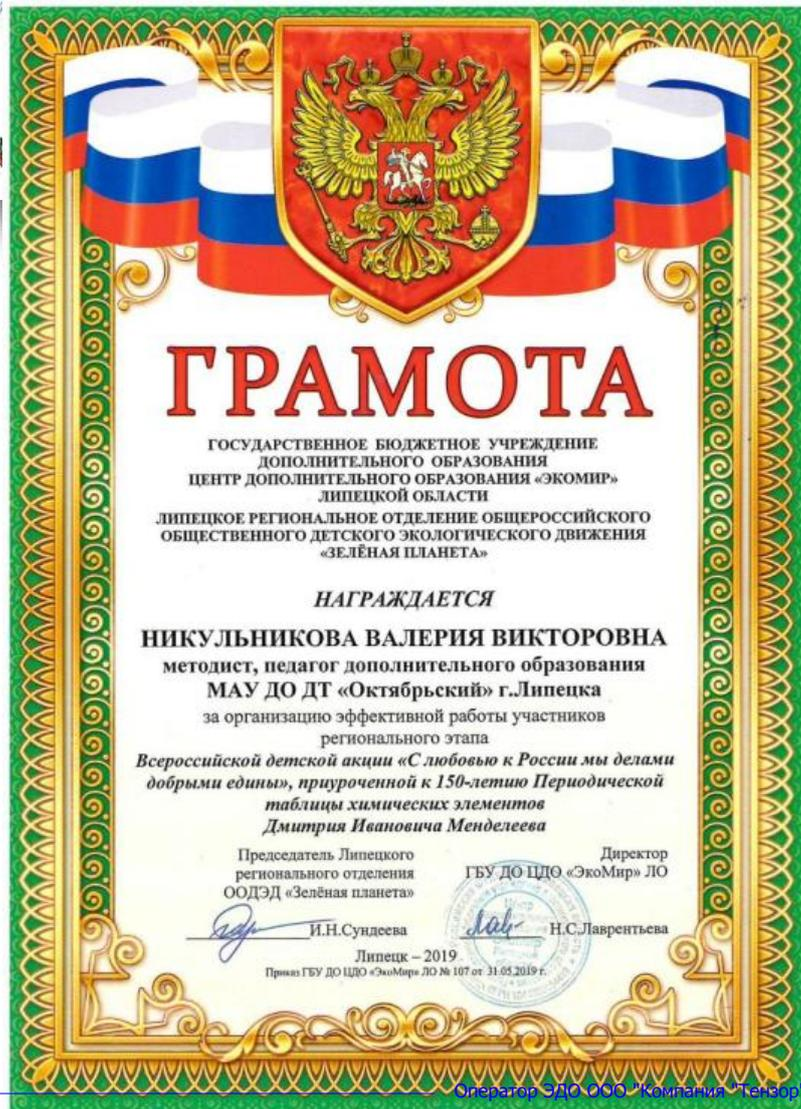 ГРАМОТА
ГОСУДАРСТВЕННОЕ БЮДЖЕТНОЕ УЧРЕЖДЕНИЕ
ДОПОЛНИТЕЛЬНОГО ОБРАЗОВАНИЯ
ЦЕНТР ДОПОЛНИТЕЛЬНОГО ОБРАЗОВАНИЯ «ЭКОМИР»
ЛИПЕЦКОЙ ОБЛАСТИ
ЛИПЕЦКОЕ РЕГИОНАЛЬНОЕ ОТДЕЛЕНИЕ ОБЩЕРОССИЙСКОГО
ОБЩЕСТВЕННОГО ДЕТСКОГО ЭКОЛОГИЧЕСКОГО ДВИЖЕНИЯ
«ЗЕЛЁНАЯ ПЛАНЕТА»
НАГРАЖДАЕТСЯ
НИКУЛЬНИКОВА ВАЛЕРИЯ ВИКТОРОВНА
методист, педагог дополнительного образования
МАУ ДО ДТ «Октябрьский» г.Липецка
за организацию эффективной работы участников
регионального этапа
Всероссийской детской акции «С любовью к России мы делами
добрыми едины», приуроченной к 150-летию Периодической
таблицы химических элементов
Дмитрия Ивановича Менделеева
Председатель Липецкого
регионального отделения
ООДЭД «Зелёная планета»
И.Н.Сундеева
Директор
ГБУ ДО ЦДО «ЭкоМир» ЛО
Н.С.Лаврентьева
Липецк – 2019
Приказ ГБУ ДО ЦДО «ЭкоМир» ЛО № 107 от 31.05.2019 г.
Оператор ЭДО ООО "Компания "Тензор